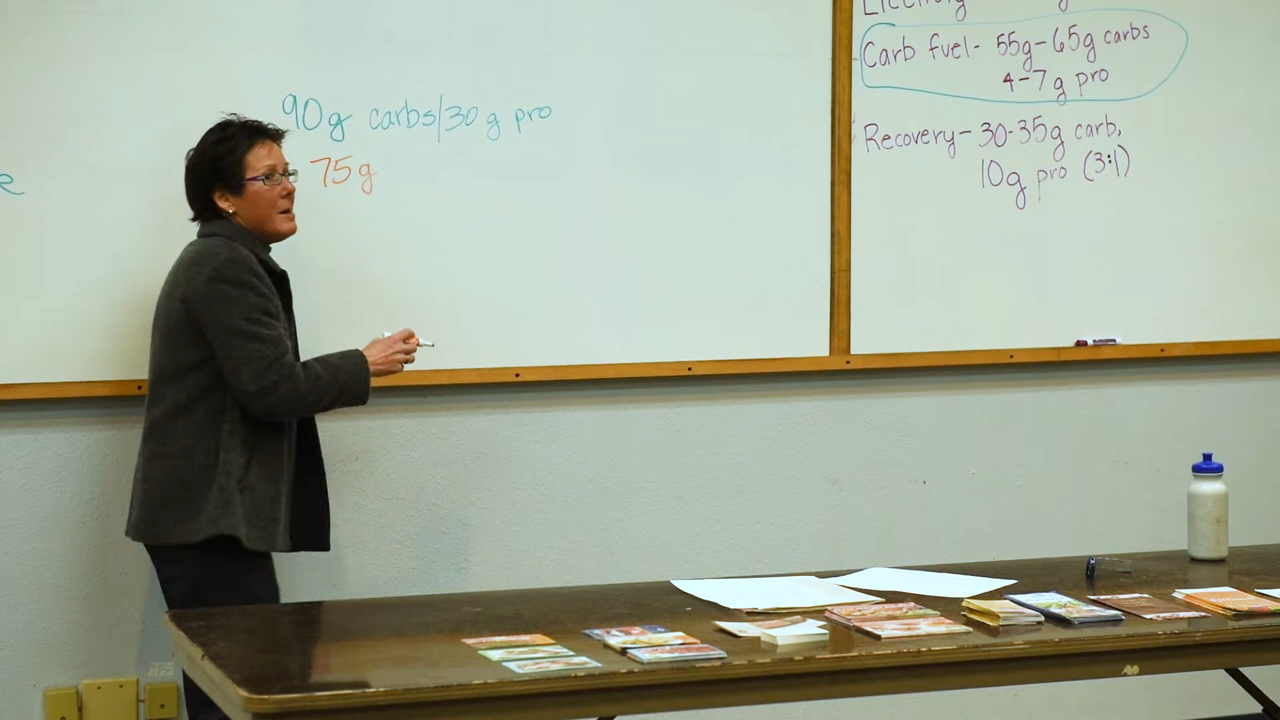 e
90g carbs/30g pro
75g
Carb fuel- 55g-65g carbs
4-7g pro
Recovery- 30-35g carb,
10g pro (3:1)